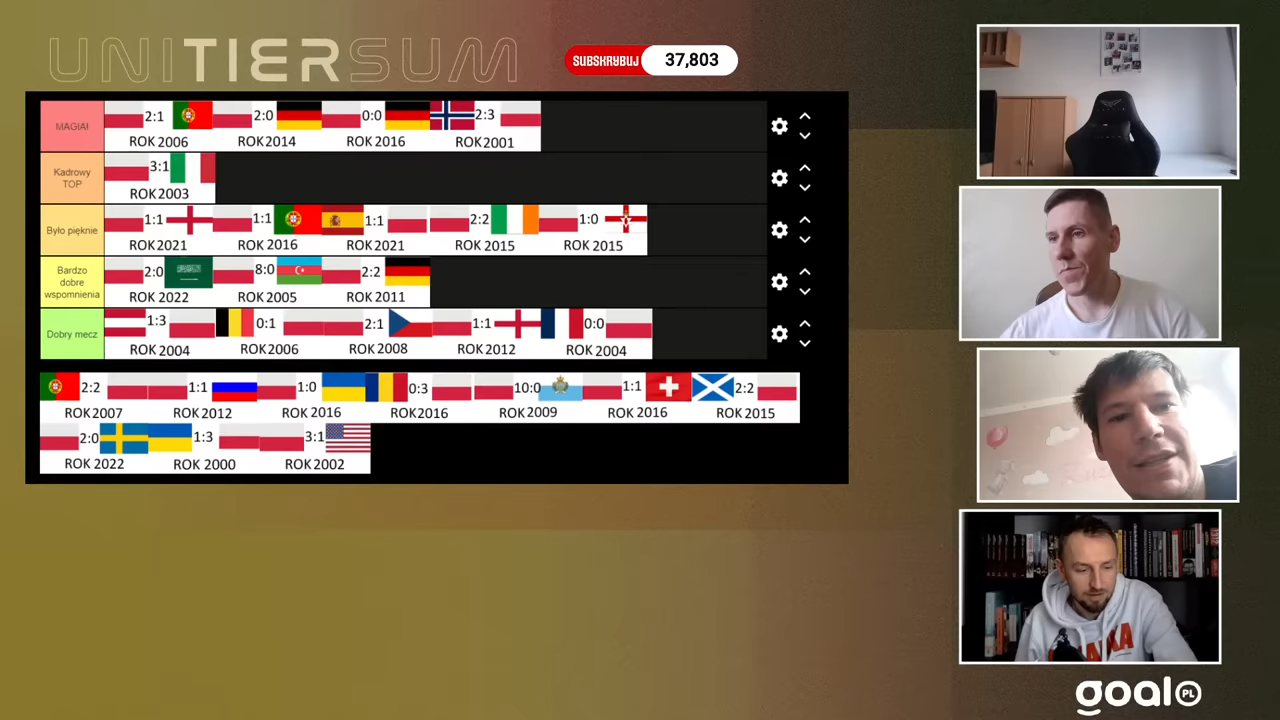 UNITIERSUM
SUBSKRYBUJ 37,803
MAGIA!
2:1 2:0 0:0 2:3
ROK 2006 ROK 2014 ROK 2016 ROK 2001
Kadrowy
TOP
3:1
ROK 2003
Było pięknie
1:1 1:1 1:1 2:2 1:0
ROK 2021 ROK 2016 ROK 2021 ROK 2015 ROK 2015
Bardzo
dobre
wspomnienia
2:0 8:0 2:2
ROK 2022 ROK 2005 ROK 2011
Dobry mecz
1:3 0:1 2:1 1:1 0:0
ROK 2004 ROK 2006 ROK 2008 ROK 2012 ROK 2004
2:2 1:1 1:0 0:3 10:0 1:1 2:2
ROK 2007 ROK 2012 ROK 2016 ROK 2016 ROK 2009 ROK 2016 ROK 2015
2:0 1:3 3:1
ROK 2022 ROK 2000 ROK 2002
goal PL